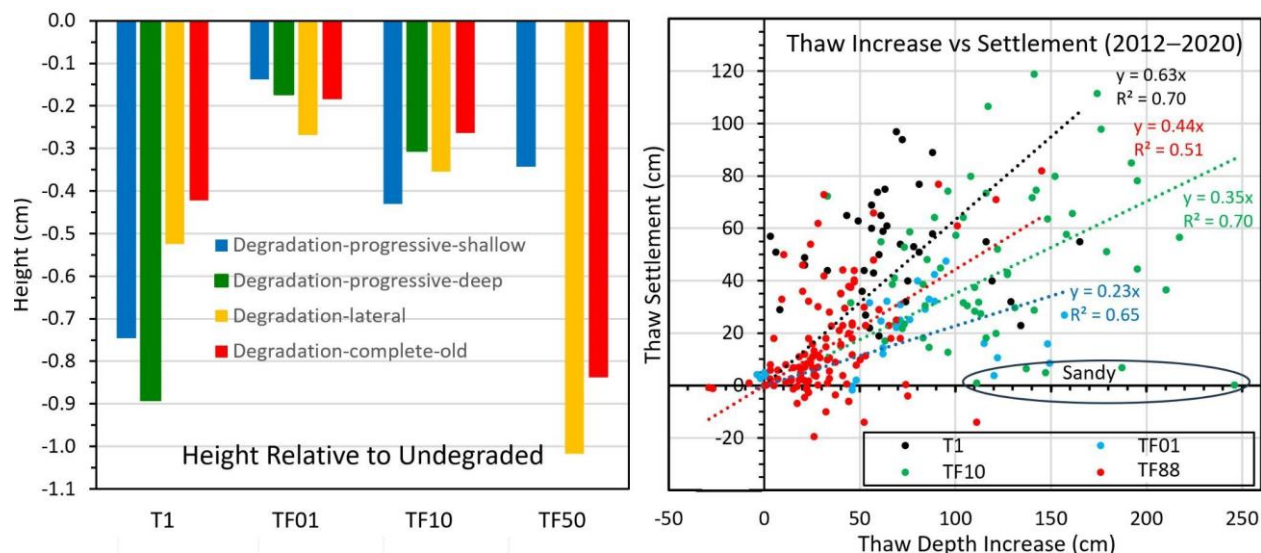 0.0
-0.1
-0.2
-0.3
-0.4
-0.5
-0.6
-0.7
-0.8
-0.9
-1.0
-1.1
Height (cm)
Degradation-progressive-shallow
Degradation-progressive-deep
Degradation-lateral
Degradation-complete-old
Height Relative to Undegraded
T1 TF01 TF10 TF50
Thaw Increase vs Settlement (2012–2020)
120
100
80
60
40
20
0
-20
Thaw Settlement (cm)
y = 0.63x
R² = 0.70
y = 0.44x
R² = 0.51
y = 0.35x
R² = 0.70
y = 0.23x
R² = 0.65
Sandy
T1 TF01
TF10 TF88
-50 0 50 100 150 200 250
Thaw Depth Increase (cm)